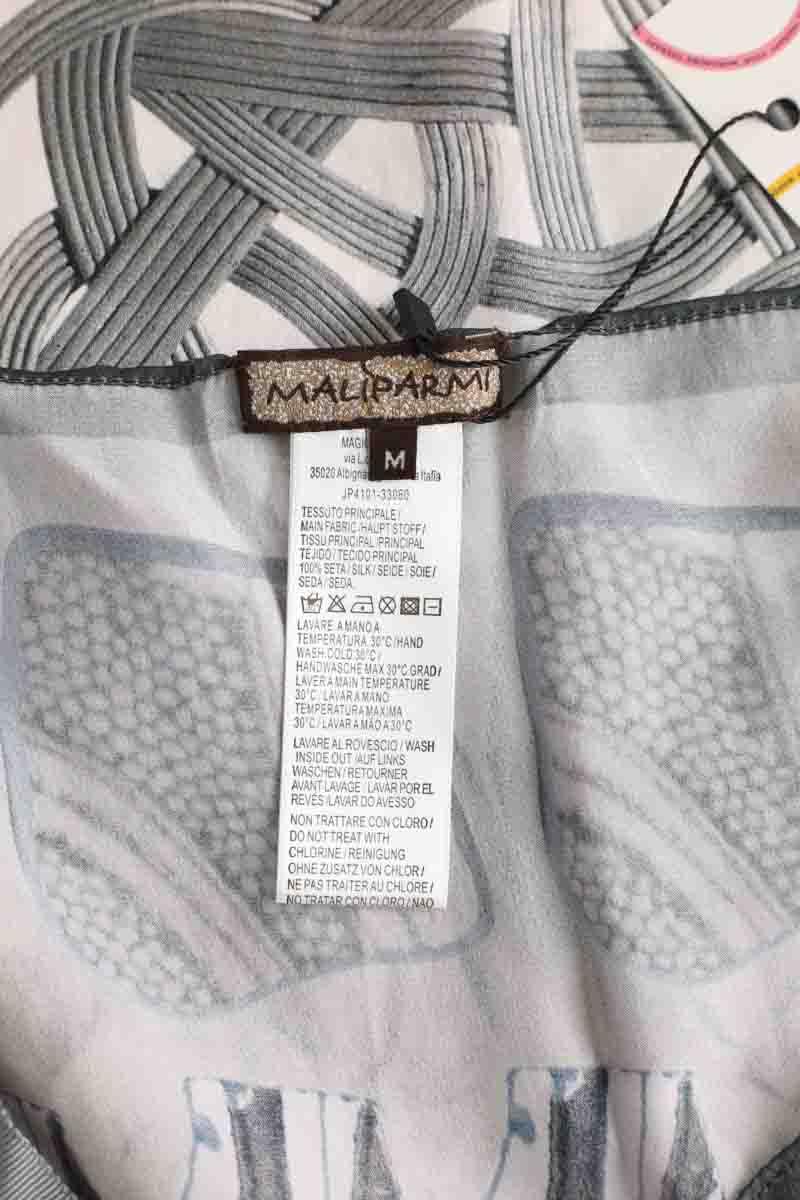 MALIPARMI
M
via
35020 Italia
JP4101-33080
TESSUTO PRINCIPALE /
MAIN FABRIC / HAUPT STOFF /
TISSU PRINCIPAL / PRINCIPAL
TEJIDO / TECIDO PRINCIPAL
100% SETA / SILK / SEIDE / SOIE /
SEDA / SEDA.
LAVARE A MANO A
TEMPERATURA 30°C / HAND
WASH COLD 30°C /
HANDWASCHE MAX 30°C GRAD /
LAVER A MAIN TEMPERATURE
30°C / LAVAR A MANO
TEMPERATURA MAXIMA
30°C / LAVAR A MÃO A 30°C
LAVARE AL ROVESCIO / WASH
INSIDE OUT / AUF LINKS
WASCHEN / RETOURNER
AVANT LAVAGE / LAVAR POR EL
REVÉS / LAVAR DO AVESSO
NON TRATTARE CON CLORO /
DO NOT TREAT WITH
CHLORINE / REINIGUNG
OHNE ZUSATZ VON CHLOR /
NE PAS TRAITER AU CHLORE /
NO TRATAR CON CLORO / NAO